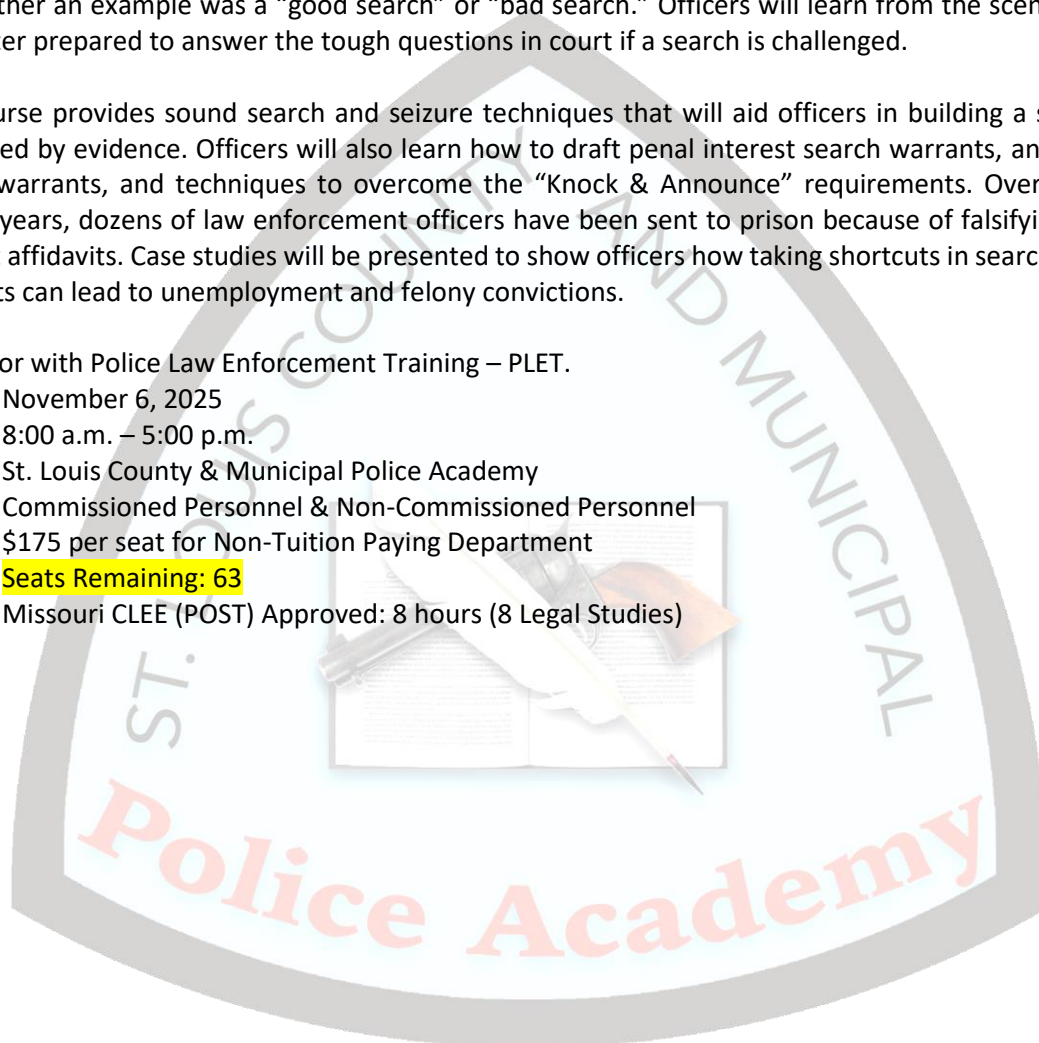 ther an example was a “good search” or “bad search.” Officers will learn from the scen
ter prepared to answer the tough questions in court if a search is challenged.
urse provides sound search and seizure techniques that will aid officers in building a s
ed by evidence. Officers will also learn how to draft penal interest search warrants, an
warrants, and techniques to overcome the “Knock & Announce” requirements. Over
years, dozens of law enforcement officers have been sent to prison because of falsifyi
t affidavits. Case studies will be presented to show officers how taking shortcuts in searc
ts can lead to unemployment and felony convictions.
or with Police Law Enforcement Training – PLET.
November 6, 2025
8:00 a.m. – 5:00 p.m.
St. Louis County & Municipal Police Academy
Commissioned Personnel & Non-Commissioned Personnel
$175 per seat for Non-Tuition Paying Department
Seats Remaining: 63
Missouri CLEE (POST) Approved: 8 hours (8 Legal Studies)
ST. LOUIS COUNTY AND MUNICIPAL
Police Academy